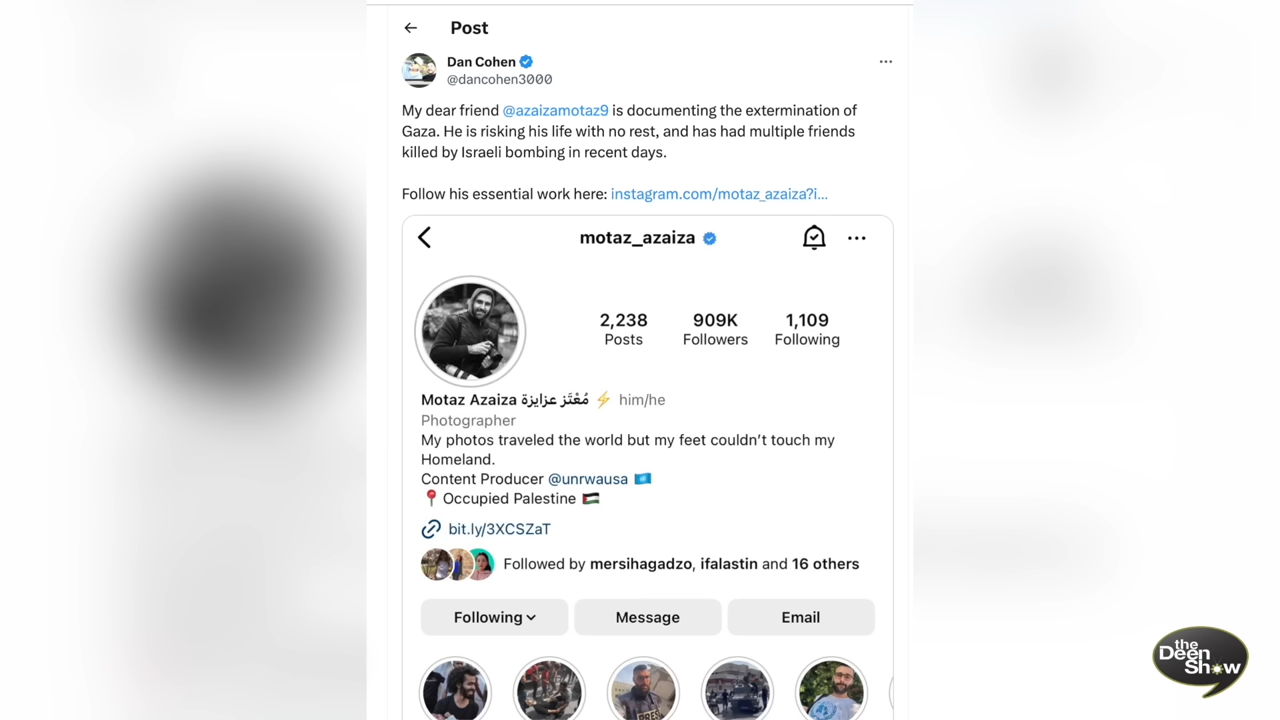 Post
Dan Cohen
@dancohen3000
My dear friend @azaizamotaz9 is documenting the extermination of
Gaza. He is risking his life with no rest, and has had multiple friends
killed by Israeli bombing in recent days.
Follow his essential work here: instagram.com/motaz_azaiza?i...
motaz_azaiza
2,238 909K 1,109
Posts Followers Following
Motaz Azaiza مُعْتَز عزايزة ⚡ him/he
Photographer
My photos traveled the world but my feet couldn't touch my
Homeland.
Content Producer @unrwausa 🇺🇳
📍 Occupied Palestine 🇵🇸
bit.ly/3XCSZaT
Followed by mersihagadzo, ifalastin and 16 others
Following Message Email
PRESS
the
Deen
Show